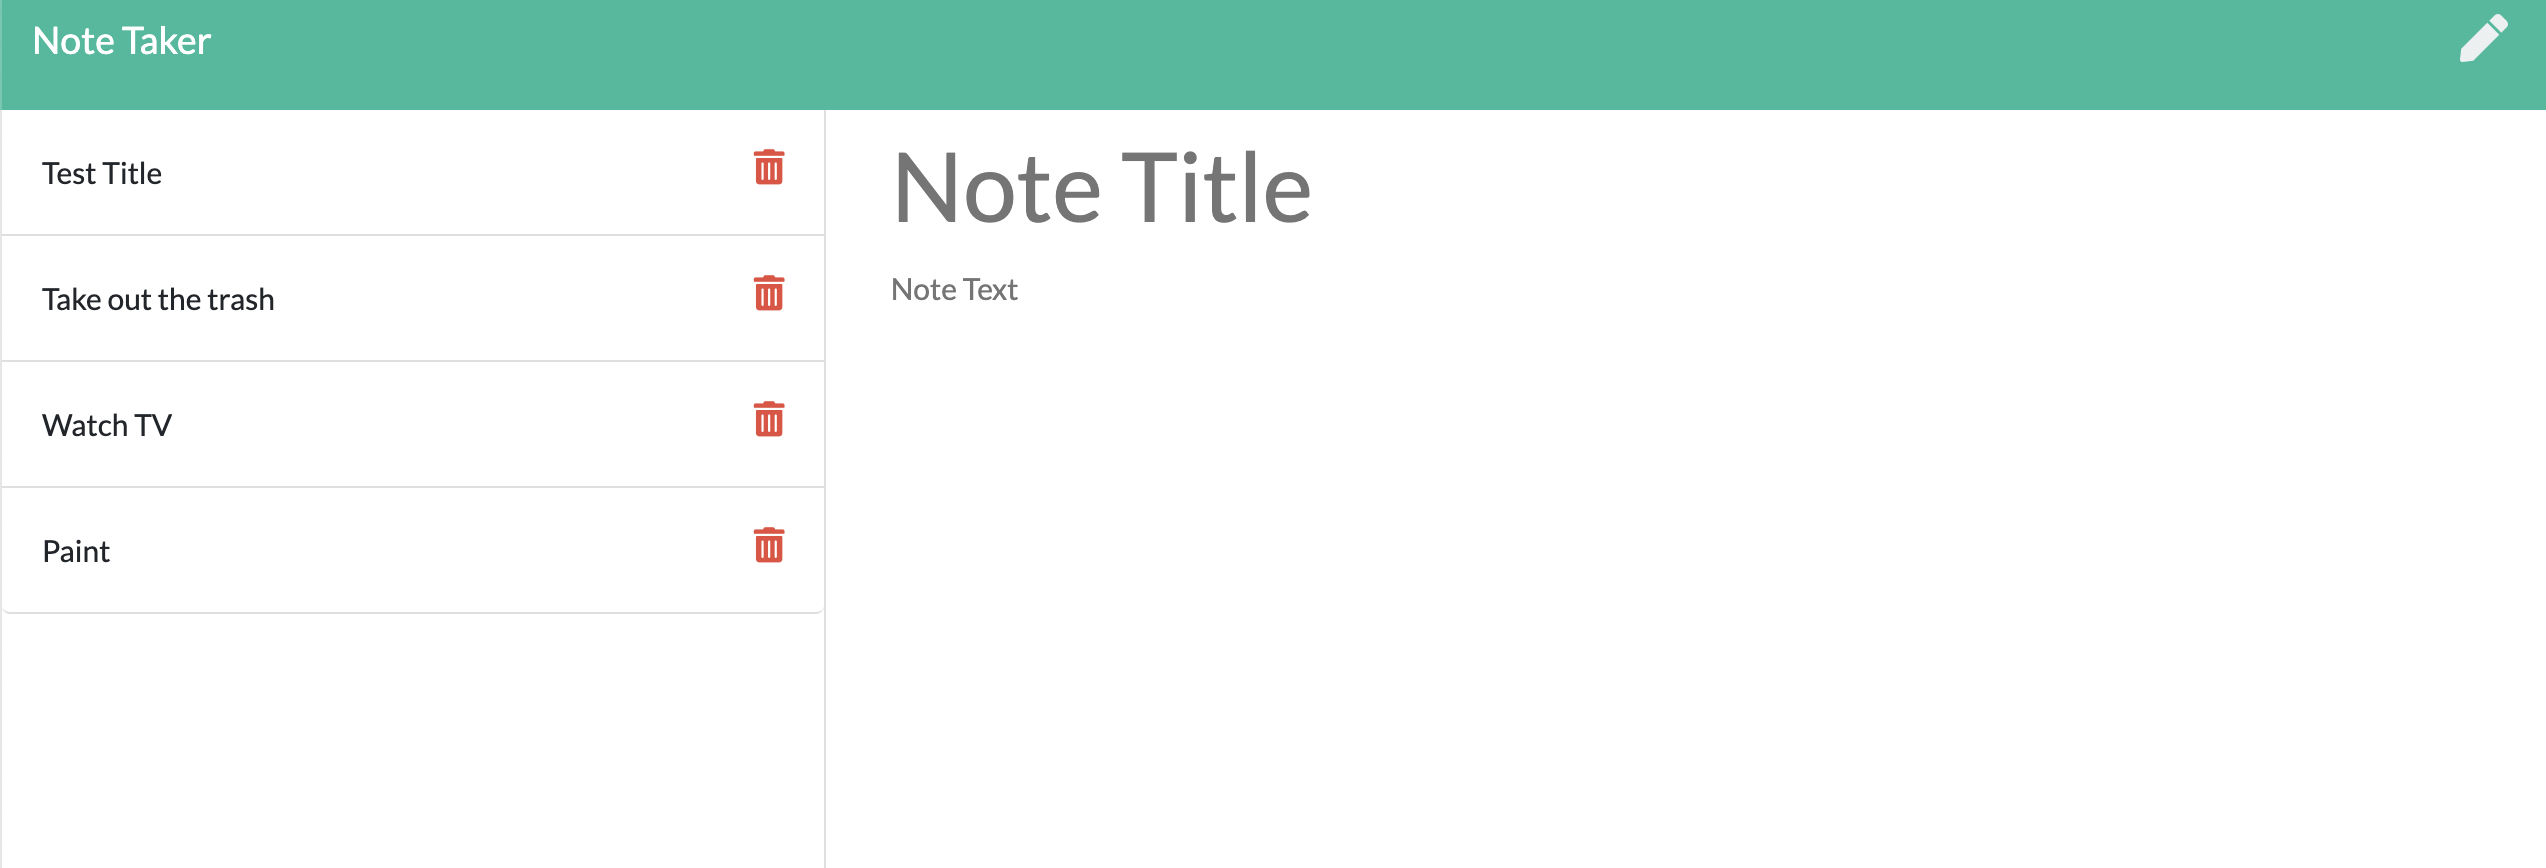 Note Taker
Test Title
Take out the trash
Watch TV
Paint
Note Title
Note Text